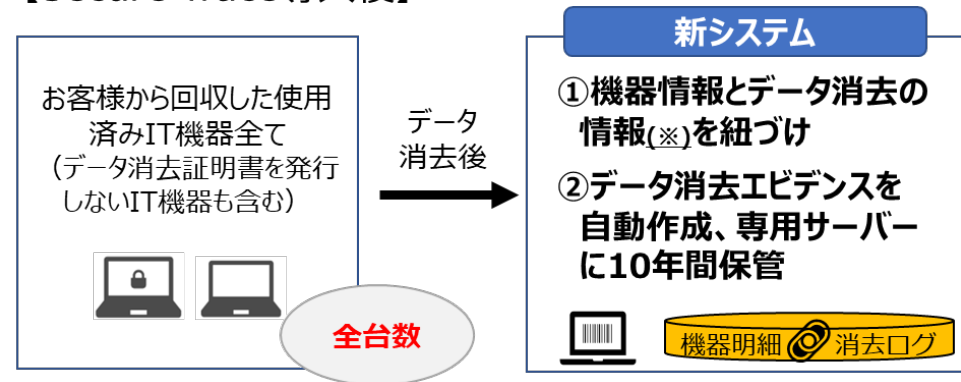 新システム
お客様から回収した使用
済みIT機器全て
（データ消去証明書を発行
しないIT機器も含む）
全台数
データ
消去後
①機器情報とデータ消去の
情報(※)を紐づけ
②データ消去エビデンスを
自動作成、専用サーバー
に10年間保管
機器明細
消去ログ